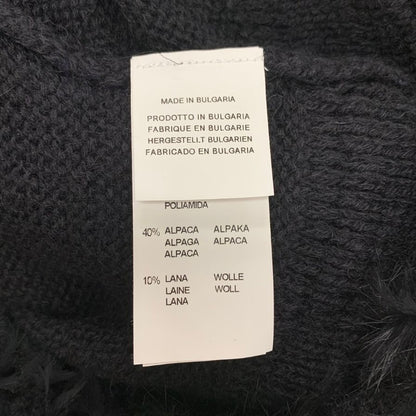 MADE IN BULGARIA
PRODOTTO IN BULGARIA
FABRIQUE EN BULGARIE
HERGESTELLT BULGARIEN
FABRICADO EN BULGARIA
POLIAMIDA
40% ALPACA ALPAKA
ALPAGA ALPACA
ALPACA
10% LANA WOLLE
LAINE WOLL
LANA